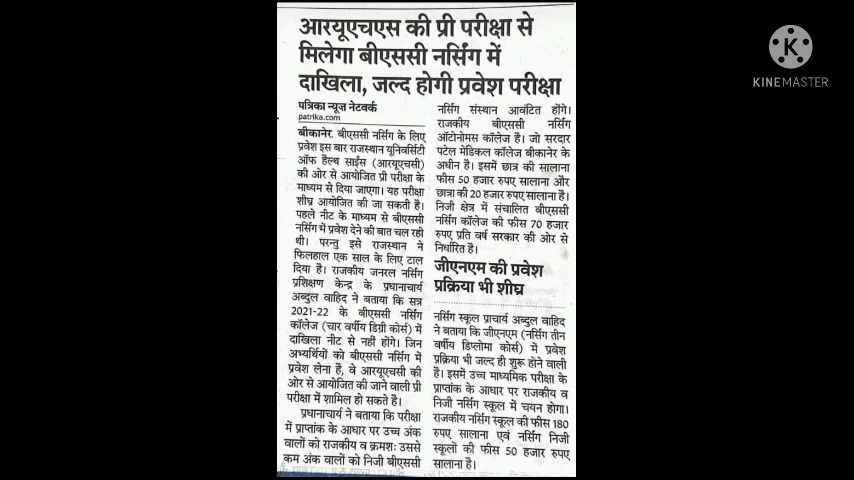 आरयूएचएस की प्री परीक्षा से
मिलेगा बीएससी नर्सिंग में
दाखिला, जल्द होगी प्रवेश परीक्षा
पत्रिका न्यूज़ नेटवर्क
patrika.com
बीकानेर. बीएससी नर्सिंग के लिए
प्रवेश इस बार राजस्थान यूनिवर्सिटी
ऑफ हैल्थ साईंस (आरयूएचसी)
की ओर से आयोजित प्री परीक्षा के
माध्यम से दिया जाएगा। यह परीक्षा
शीघ्र आयोजित की जा सकती है।
पहले नीट के माध्यम से बीएससी
नर्सिंग में प्रवेश देने की बात चल रही
थी। परन्तु इसे राजस्थान ने
फिलहाल एक साल के लिए टाल
दिया है। राजकीय जनरल नर्सिंग
प्रशिक्षण केन्द्र के प्रधानाचार्य
अब्दुल वाहिद ने बताया कि सत्र
2021-22 के बीएससी नर्सिंग
कॉलेज (चार वर्षीय डिग्री कोर्स) में
दाखिला नीट से नहीं होंगे। जिन
अभ्यर्थियों को बीएससी नर्सिंग में
प्रवेश लेना है, वे आरयूएचसी की
ओर से आयोजित की जाने वाली प्री
परीक्षा में शामिल हो सकते है।
प्रधानाचार्य ने बताया कि परीक्षा
में प्राप्तांक के आधार पर उच्च अंक
वालों को राजकीय व क्रमशः उससे
कम अंक वालों को निजी बीएससी
नर्सिग संस्थान आवंटित होंगे।
राजकीय बीएससी नर्सिंग
ऑटोनोमस कॉलेज है। जो सरदार
पटेल मेडिकल कॉलेज बीकानेर के
अधीन है। इसमें छात्र की सालाना
फीस 50 हजार रुपए सालाना और
छात्रा की 20 हजार रुपए सालाना है।
निजी क्षेत्र में संचालित बीएससी
नर्सिंग कॉलेज की फीस 70 हजार
रुपए प्रति वर्ष सरकार की ओर से
निर्धारित है।
जीएनएम की प्रवेश
प्रक्रिया भी शीघ्र
नर्सिंग स्कूल प्राचार्य अब्दुल वाहिद
ने बताया कि जीएनएम (नर्सिंग तीन
वर्षीय डिप्लोमा कोर्स) में प्रवेश
प्रक्रिया भी जल्द ही शुरू होने वाली
है। इसमें उच्च माध्यमिक परीक्षा के
प्राप्तांक के आधार पर राजकीय व
निजी नर्सिंग स्कूल में चयन होगा।
राजकीय नर्सिंग स्कूल की फीस 180
रुपए सालाना एवं नर्सिंग निजी
स्कूलों की फीस 50 हजार रुपए
सालाना है।
K
KINEMASTER